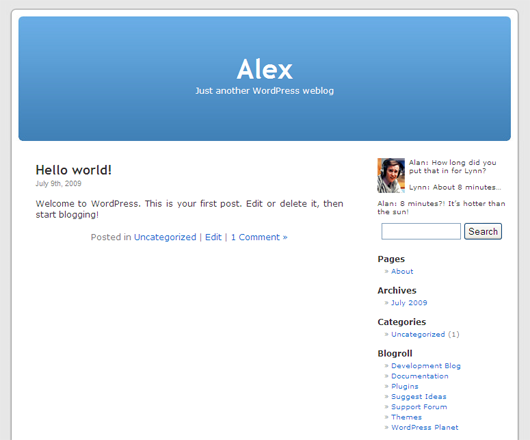 Alex
Just another WordPress weblog
Hello world!
July 9th, 2009
Welcome to WordPress. This is your first post. Edit or delete it, then
start blogging!
Posted in Uncategorized | Edit | 1 Comment »
Alan: How long did you
put that in for Lynn?
Lynn: About 8 minutes...
Alan: 8 minutes?! It's hotter than
the sun!
Search
Pages
» About
Archives
» July 2009
Categories
» Uncategorized (1)
Blogroll
» Development Blog
» Documentation
» Plugins
» Suggest Ideas
» Support Forum
» Themes
» WordPress Planet